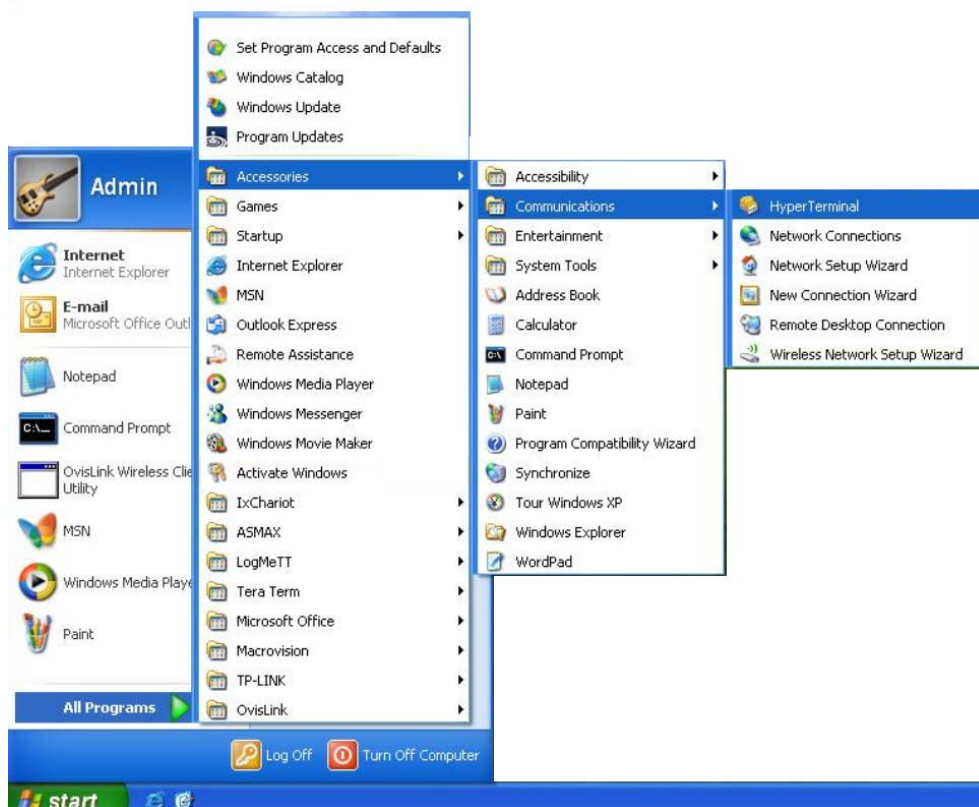 Set Program Access and Defaults
Windows Catalog
Windows Update
Program Updates
Accessories
Games
Startup
Internet Explorer
MSN
Outlook Express
Remote Assistance
Windows Media Player
Windows Messenger
Windows Movie Maker
Activate Windows
IxChariot
ASMAX
LogMeTT
Tera Term
Microsoft Office
Macrovision
TP-LINK
OvisLink
Accessibility
Communications
Entertainment
System Tools
Address Book
Calculator
Command Prompt
Notepad
Paint
Program Compatibility Wizard
Synchronize
Tour Windows XP
Windows Explorer
WordPad
HyperTerminal
Network Connections
Network Setup Wizard
New Connection Wizard
Remote Desktop Connection
Wireless Network Setup Wizard
Admin
Internet
Internet Explorer
E-mail
Microsoft Office Outl
Notepad
C:\_
Command Prompt
OvisLink Wireless Clie
Utility
MSN
Windows Media Playe
Paint
All Programs
Log Off
Turn Off Computer
start